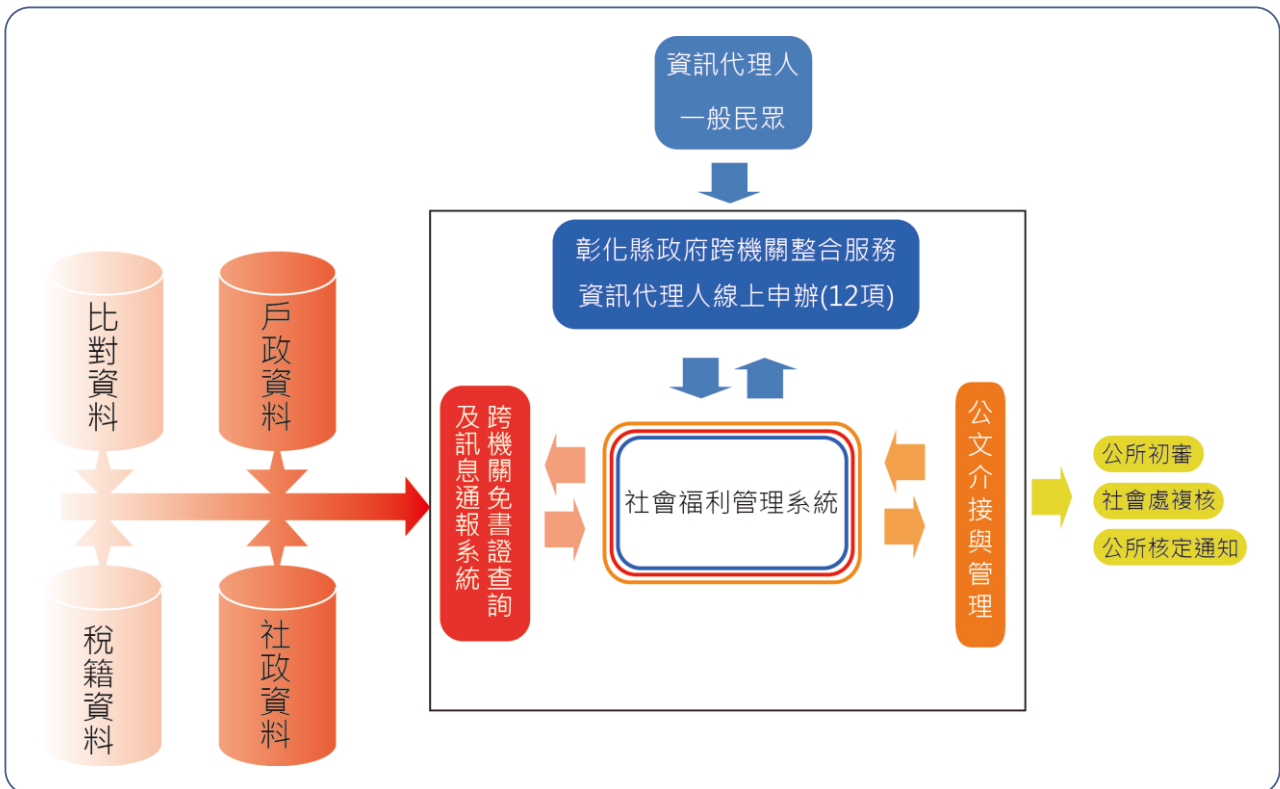 資訊代理人
一般民眾
彰化縣政府跨機關整合服務
資訊代理人線上申辦(12項)
比對資料
戶政資料
稅籍資料
社政資料
跨機關免書證查詢
及訊息通報系統
社會福利管理系統
公文介接與管理
公所初審
社會處複核
公所核定通知